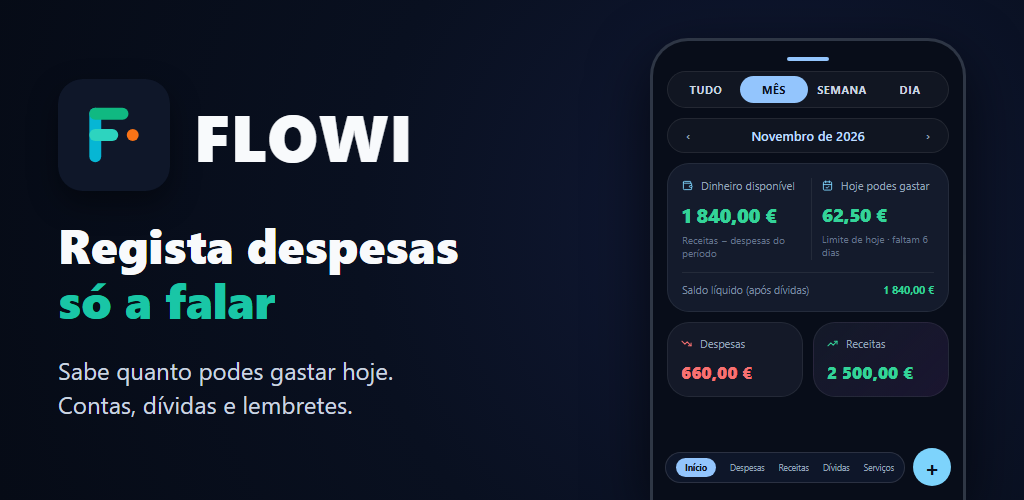 FLOWI
Regista despesas
só a falar
Sabe quanto podes gastar hoje.
Contas, dívidas e lembretes.
TUDO MÊS SEMANA DIA
‹ Novembro de 2026 ›
Dinheiro disponível
1 840,00 €
Receitas – despesas do
período
Hoje podes gastar
62,50 €
Limite de hoje · faltam 6
dias
Saldo líquido (após dívidas) 1 840,00 €
Despesas
660,00 €
Receitas
2 500,00 €
Início Despesas Receitas Dívidas Serviços +